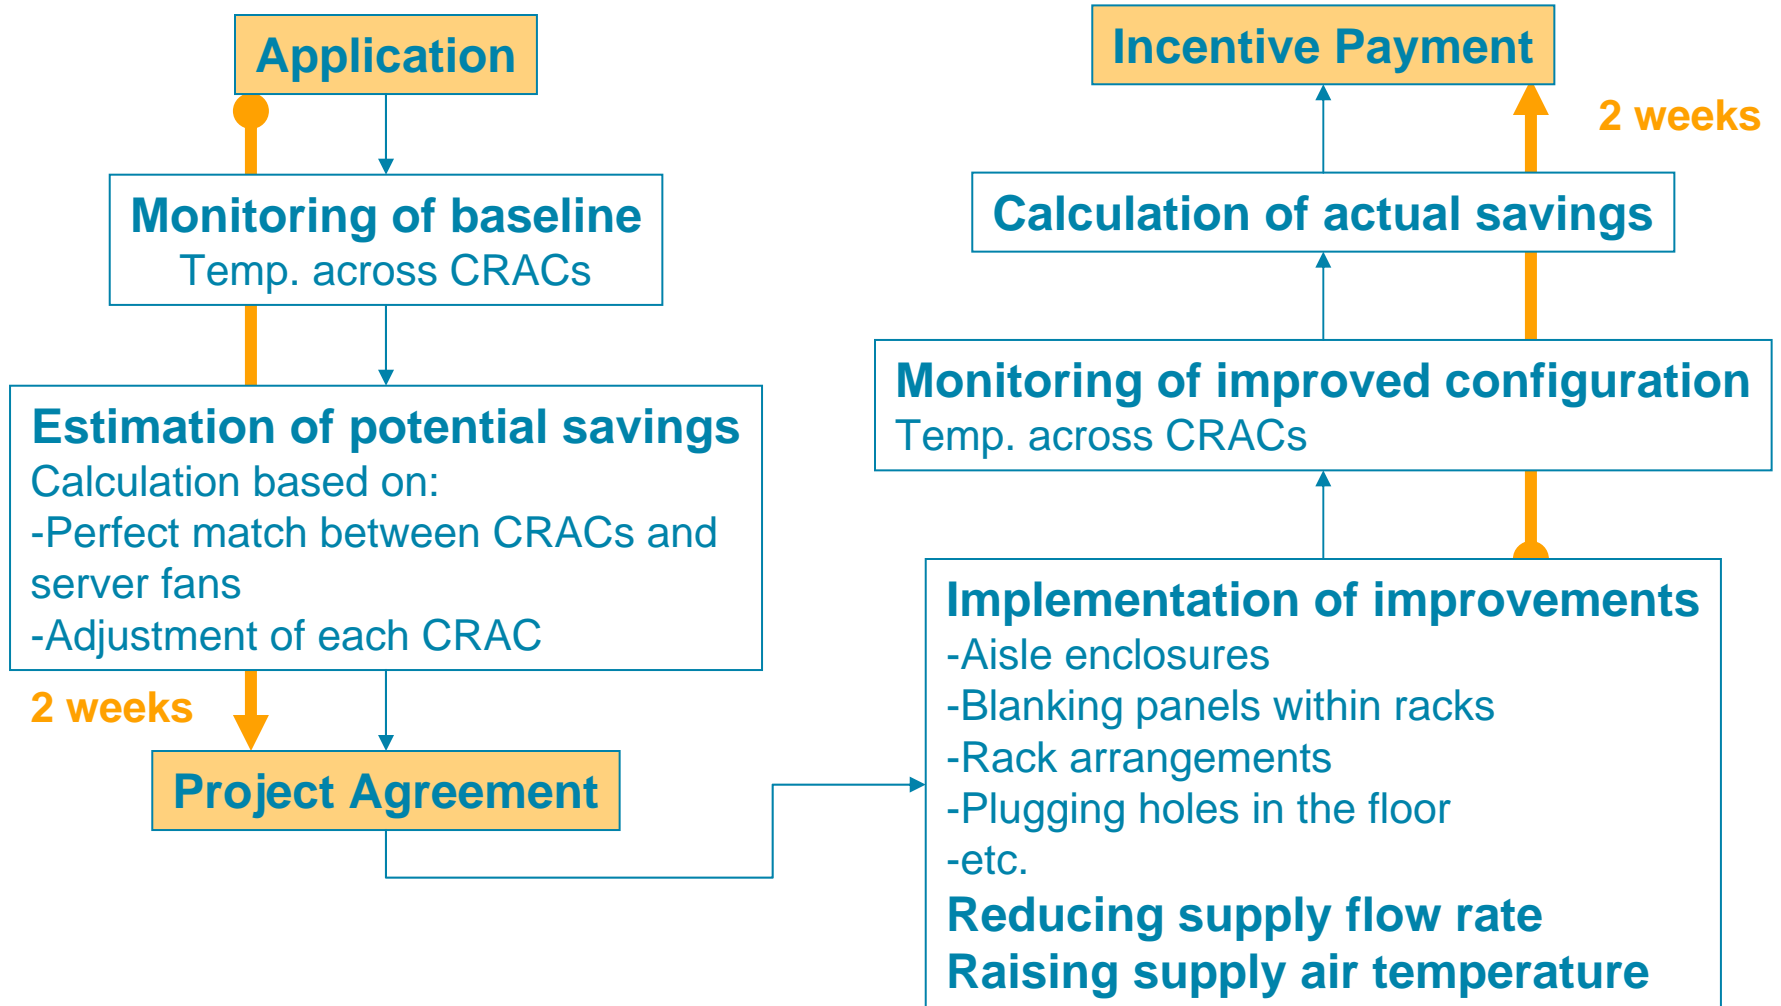 Application
Monitoring of baseline
Temp. across CRACs
Estimation of potential savings
Calculation based on:
-Perfect match between CRACs and
server fans
-Adjustment of each CRAC
2 weeks
Project Agreement
Incentive Payment
2 weeks
Calculation of actual savings
Monitoring of improved configuration
Temp. across CRACs
Implementation of improvements
-Aisle enclosures
-Blanking panels within racks
-Rack arrangements
-Plugging holes in the floor
-etc.
Reducing supply flow rate
Raising supply air temperature